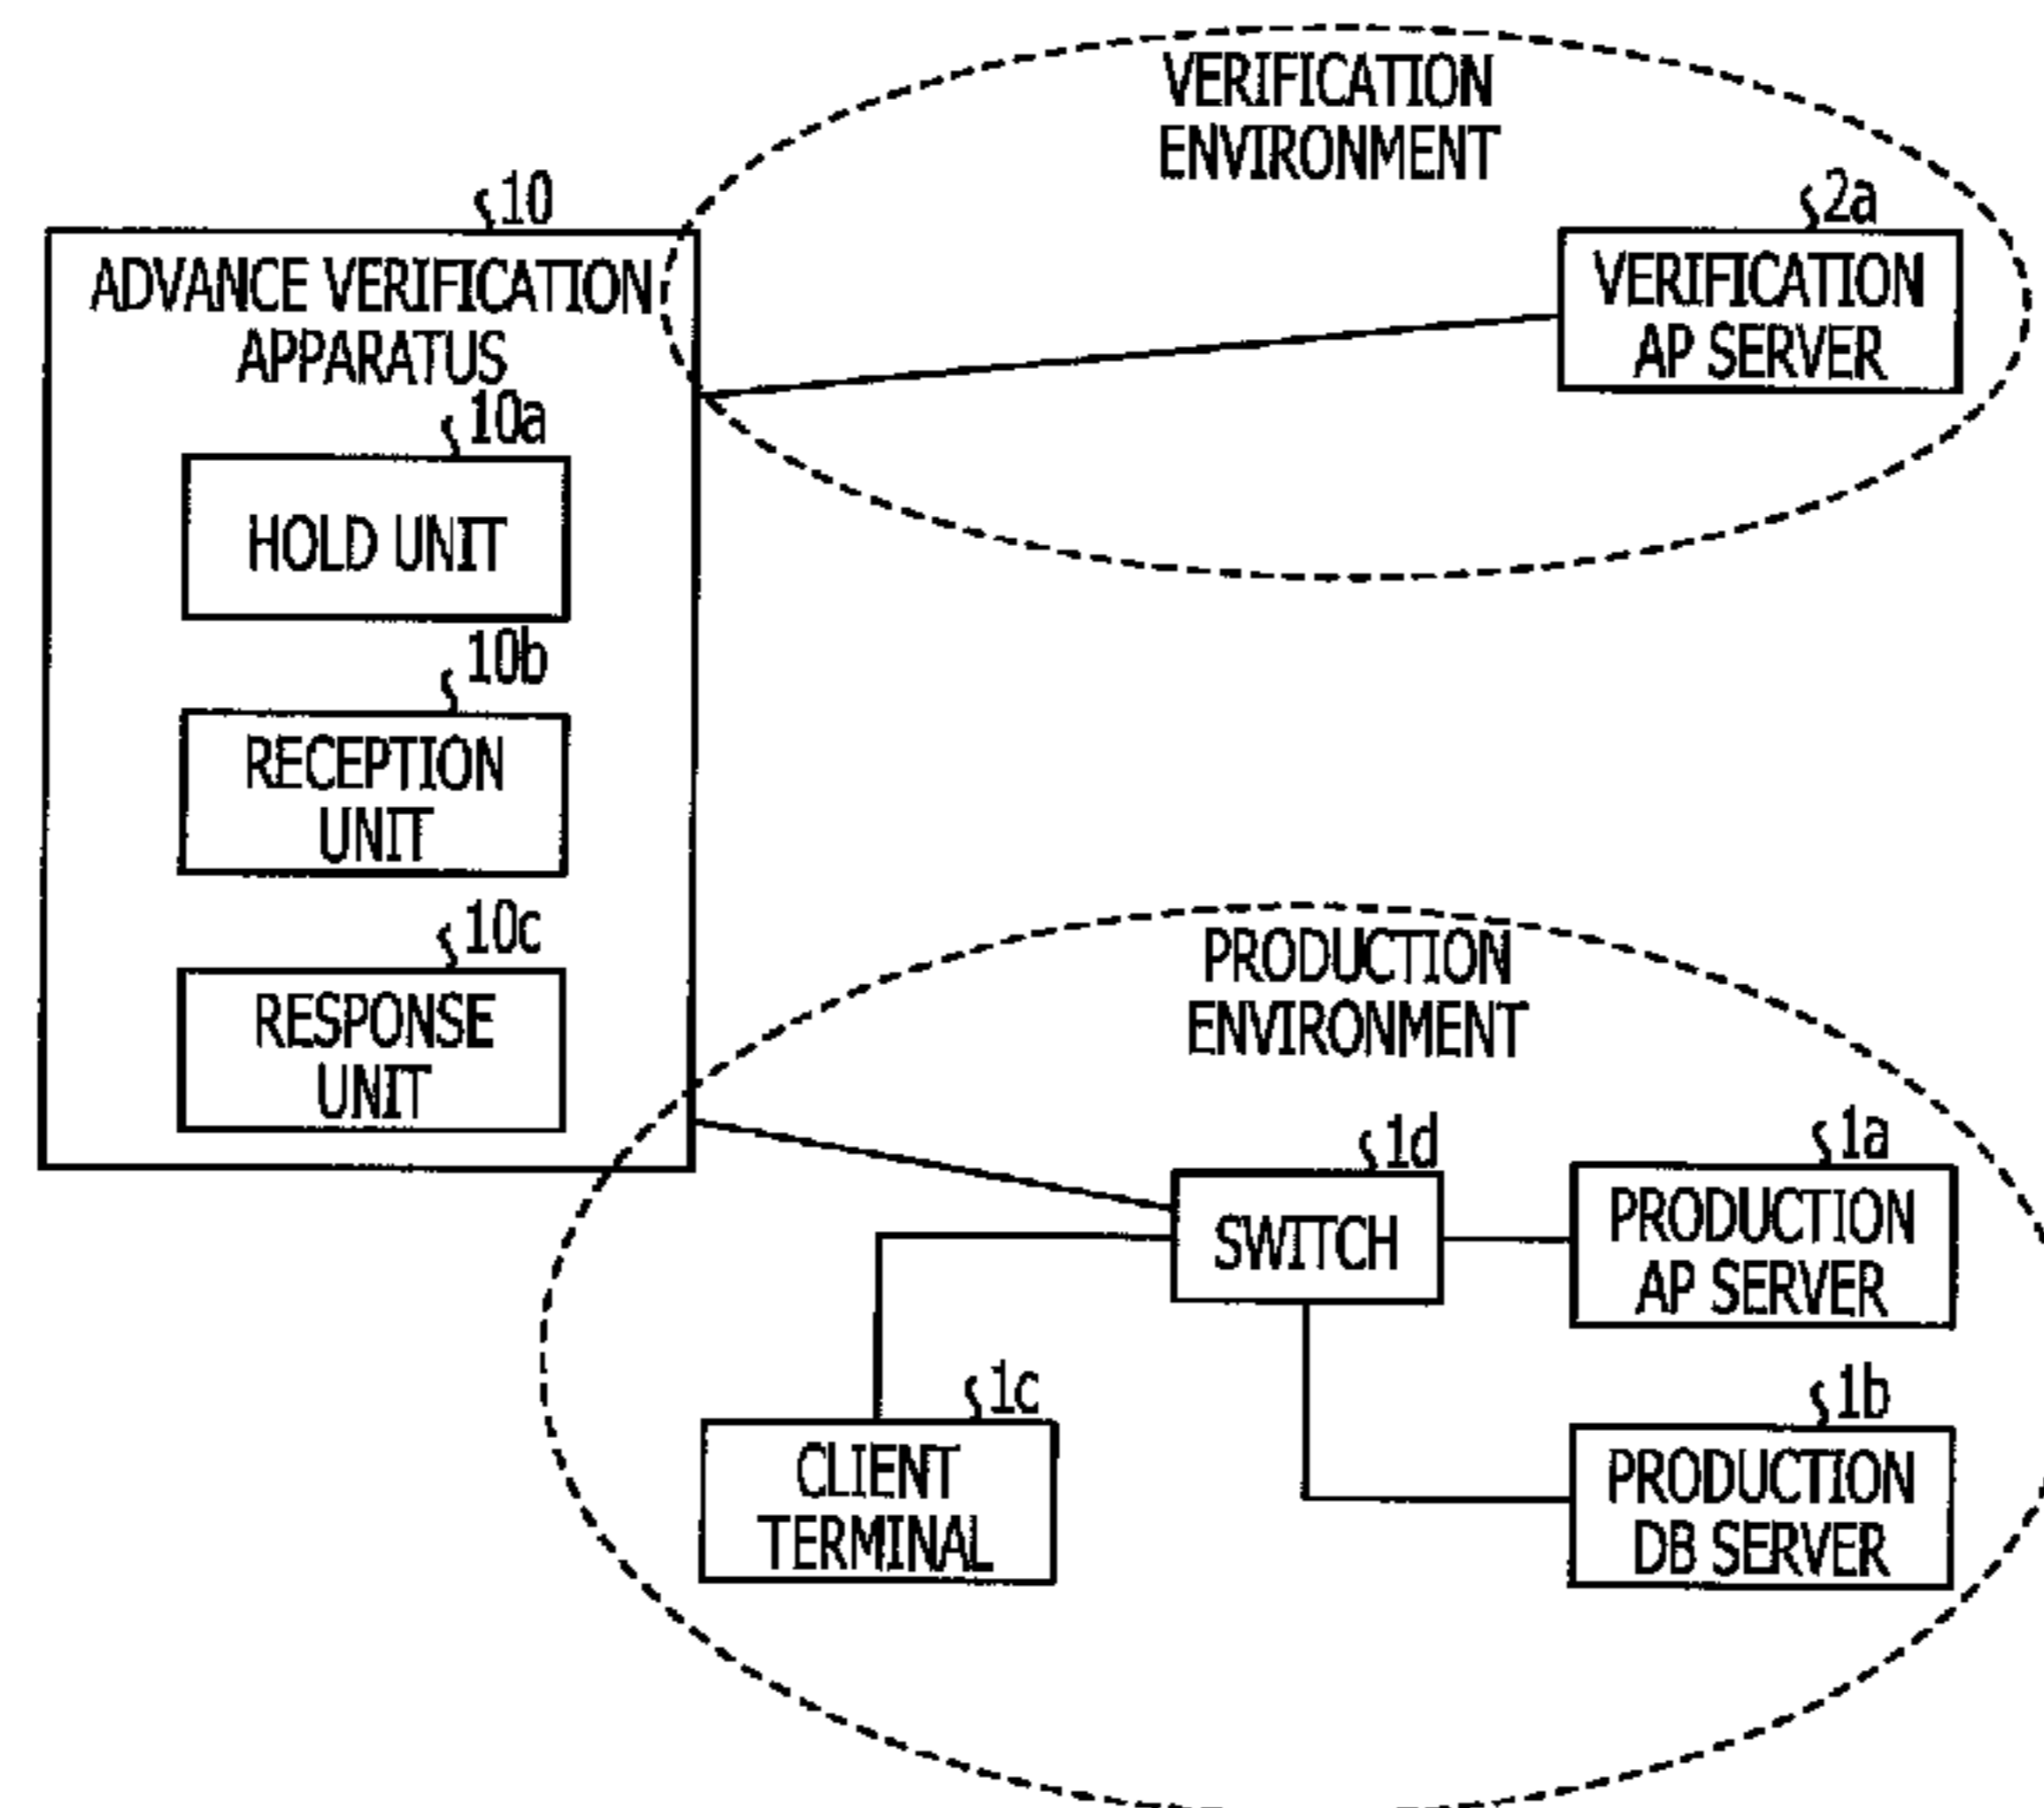 VERIFICATION
ENVIRONMENT
10
2a
ADVANCE VERIFICATION
APPARATUS
VERIFICATION
AP SERVER
10a
HOLD UNIT
10b
RECEPTION
UNIT
10c
RESPONSE
UNIT
PRODUCTION
ENVIRONMENT
1d
1a
SWITCH
PRODUCTION
AP SERVER
1c
1b
CLIENT
TERMINAL
PRODUCTION
DB SERVER